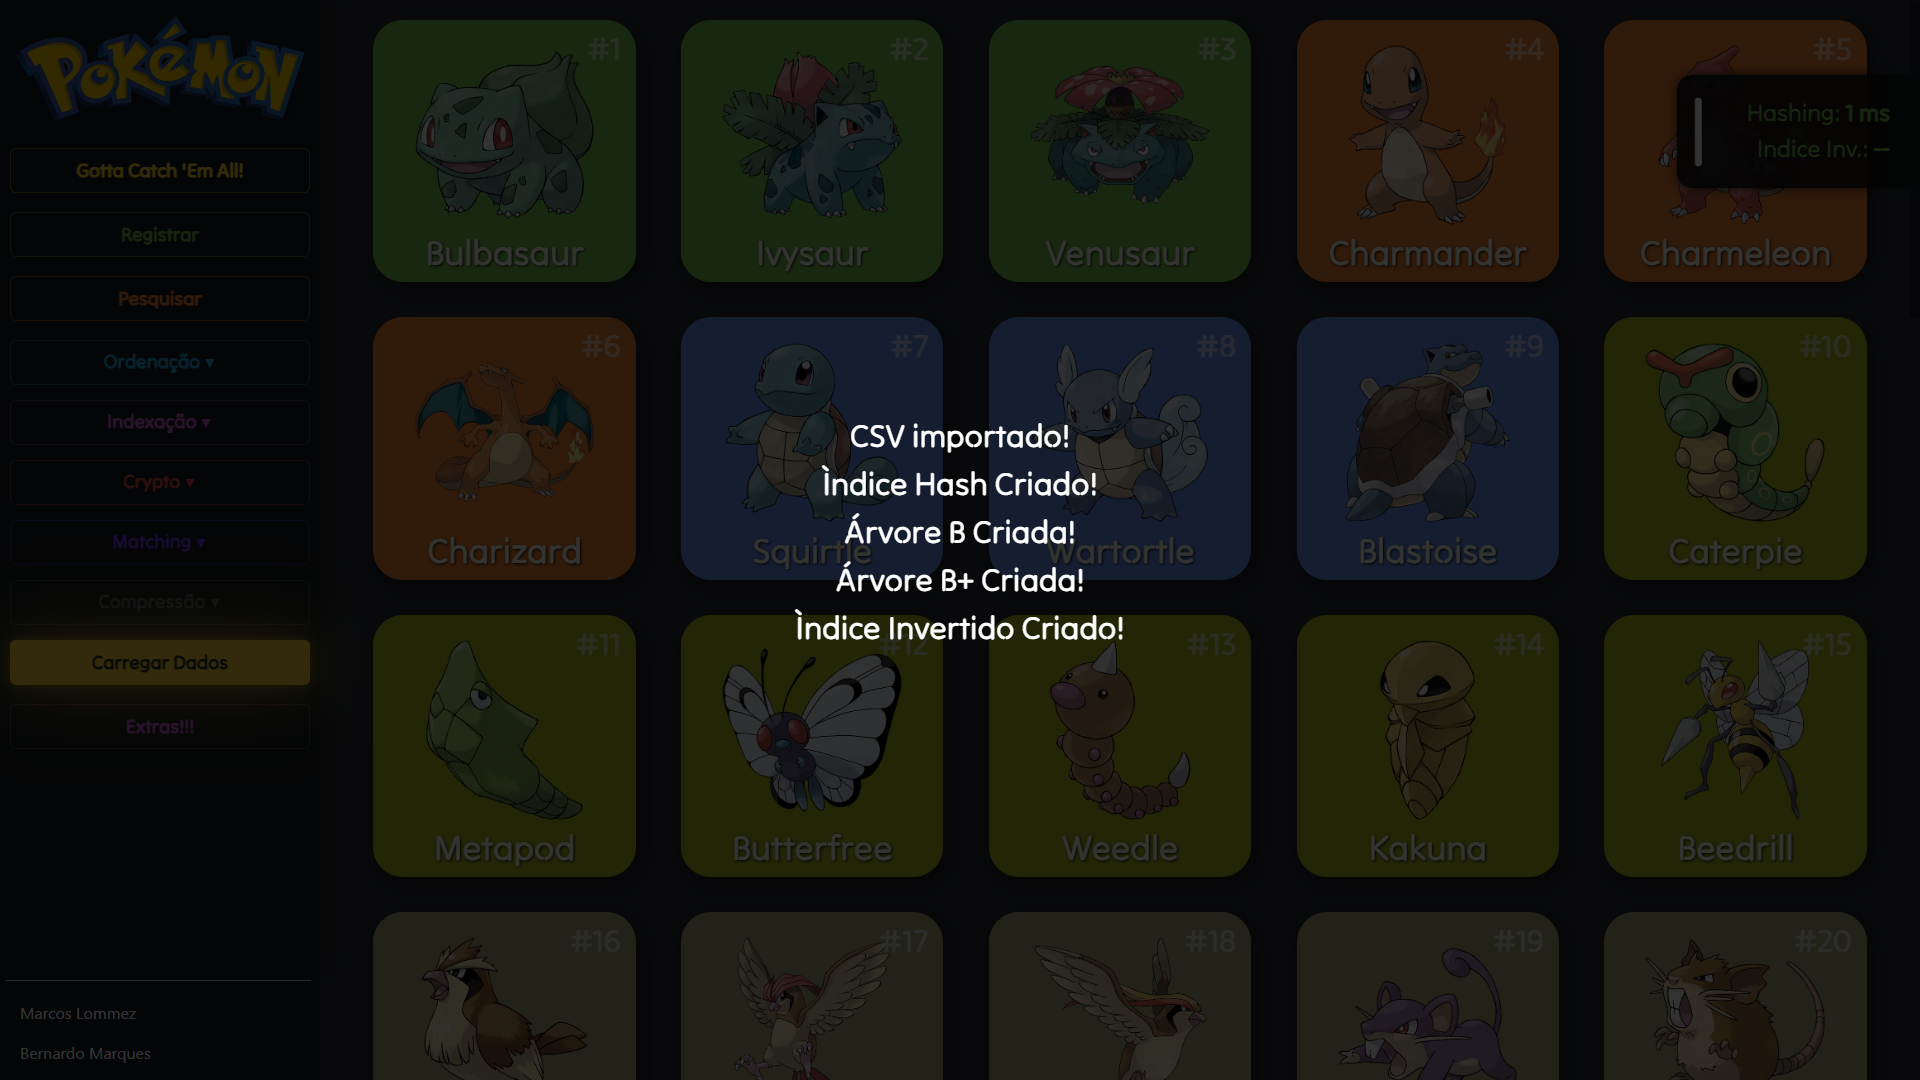 Pokémon
Gotta Catch 'Em All!
Registrar
Pesquisar
Ordenação ▾
Indexação ▾
Crypto ▾
Matching ▾
Compressão ▾
Carregar Dados
Extras!!!
Marcos Lommez
Bernardo Marques
#1
Bulbasaur
#2
Ivysaur
#3
Venusaur
#4
Charmander
#5
Charmeleon
Hashing: 1 ms
Indice Inv.: --
#6
Charizard
#7
Squirtle
#8
Wartortle
#9
Blastoise
#10
Caterpie
CSV importado!
Ìndice Hash Criado!
Árvore B Criada!
Árvore B+ Criada!
Ìndice Invertido Criado!
#11
Metapod
#12
Butterfree
#13
Weedle
#14
Kakuna
#15
Beedrill
#16
#17
#18
#19
#20